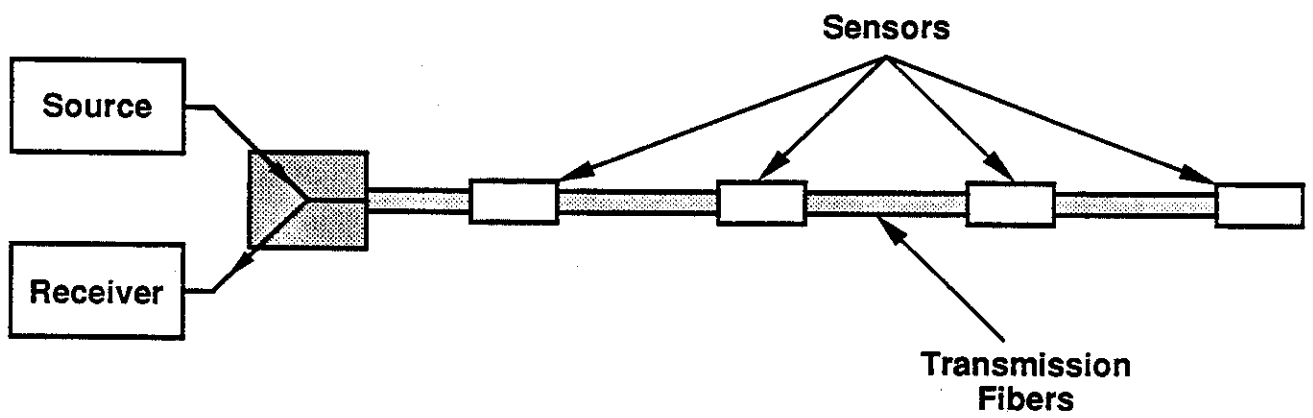 Sensors
Source
Receiver
Transmission
Fibers